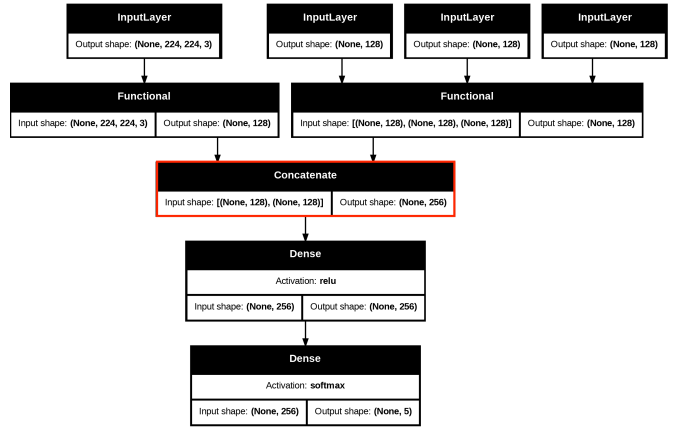 InputLayer
Output shape: (None, 224, 224, 3)
InputLayer
Output shape: (None, 128)
InputLayer
Output shape: (None, 128)
InputLayer
Output shape: (None, 128)
Functional
Input shape: (None, 224, 224, 3) Output shape: (None, 128)
Functional
Input shape: [(None, 128), (None, 128), (None, 128)] Output shape: (None, 128)
Concatenate
Input shape: [(None, 128), (None, 128)] Output shape: (None, 256)
Dense
Activation: relu
Input shape: (None, 256) Output shape: (None, 256)
Dense
Activation: softmax
Input shape: (None, 256) Output shape: (None, 5)